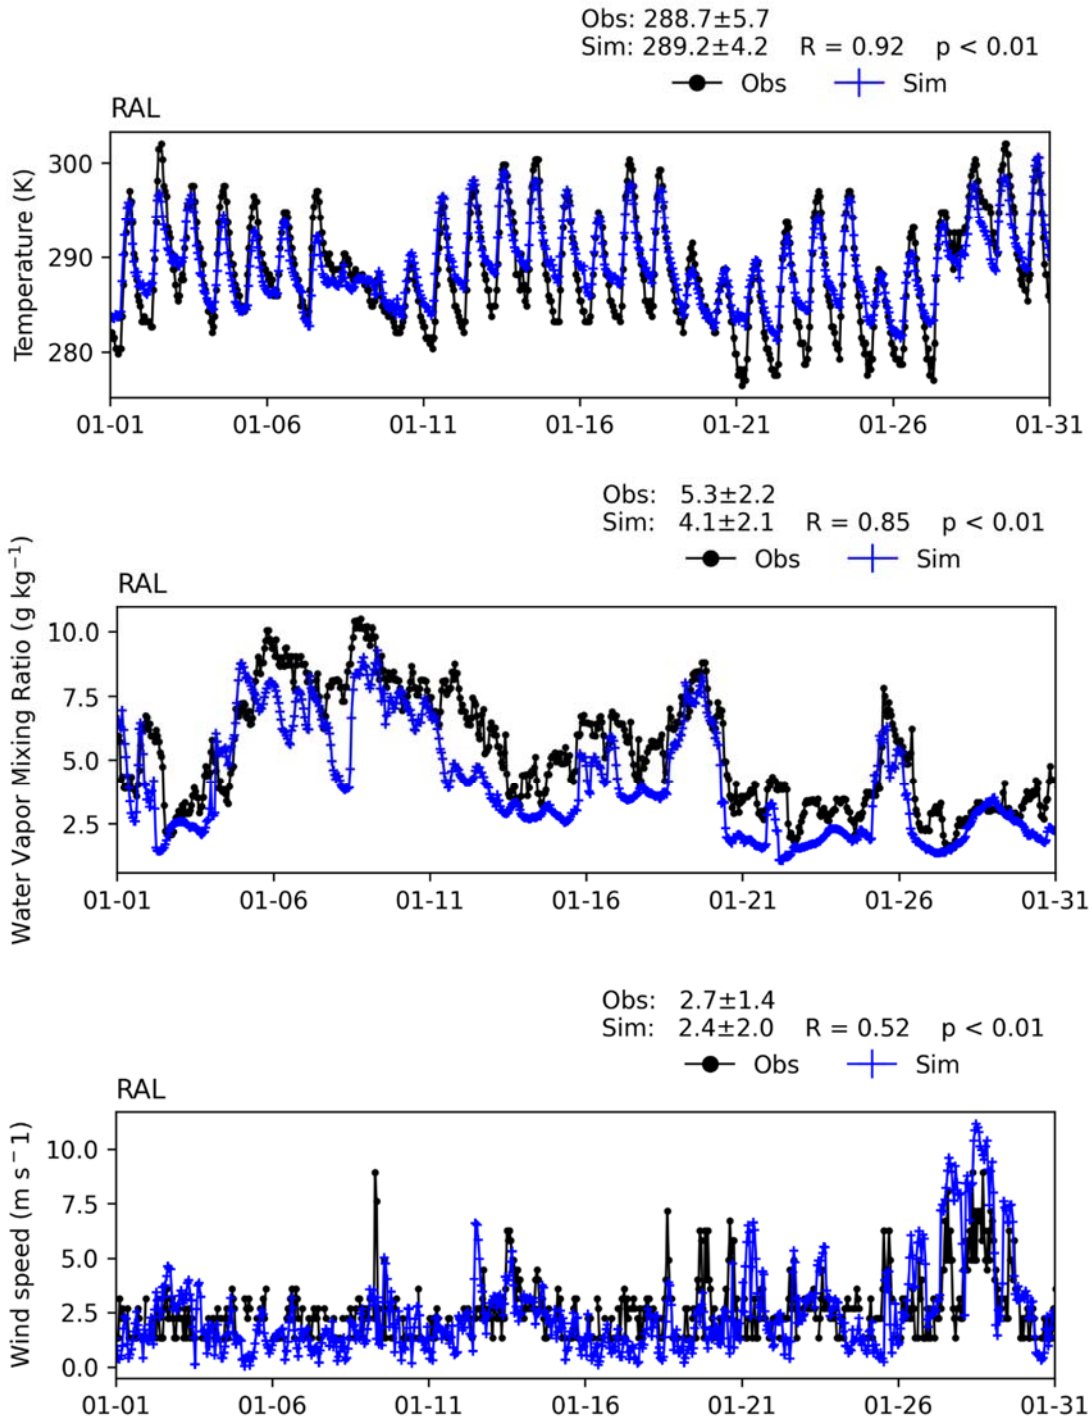 Obs: 288.7±5.7
Sim: 289.2±4.2 R = 0.92 p < 0.01
Obs Sim
RAL
Temperature (K)
300
290
280
01-01 01-06 01-11 01-16 01-21 01-26 01-31
Obs: 5.3±2.2
Sim: 4.1±2.1 R = 0.85 p < 0.01
Obs Sim
RAL
Water Vapor Mixing Ratio (g kg⁻¹)
10.0
7.5
5.0
2.5
01-01 01-06 01-11 01-16 01-21 01-26 01-31
Obs: 2.7±1.4
Sim: 2.4±2.0 R = 0.52 p < 0.01
Obs Sim
RAL
Wind speed (m s⁻1)
10.0
7.5
5.0
2.5
0.0
01-01 01-06 01-11 01-16 01-21 01-26 01-31